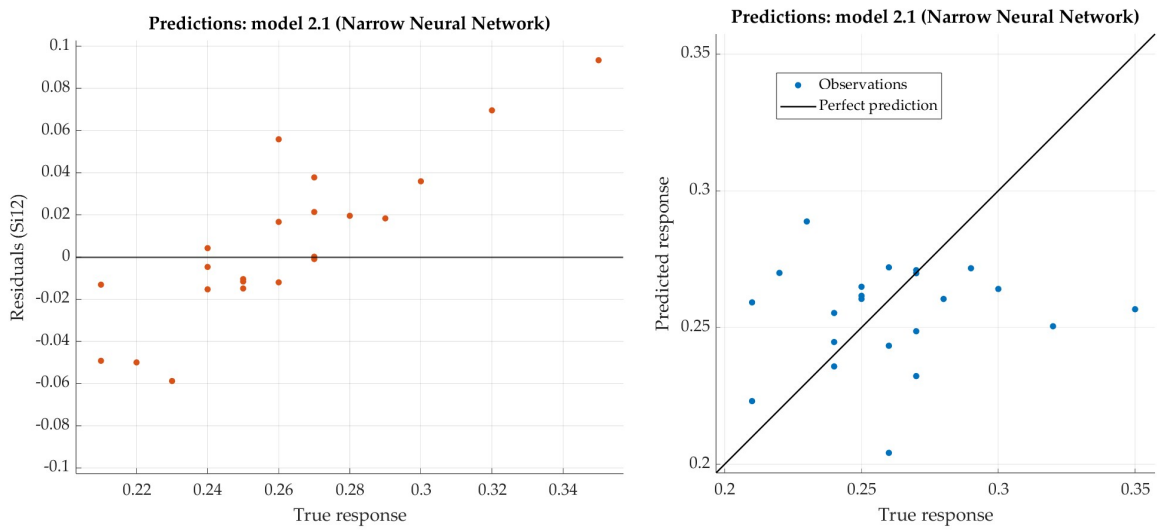 Predictions: model 2.1 (Narrow Neural Network)
0.1
0.08
0.06
0.04
0.02
0
-0.02
-0.04
-0.06
-0.08
-0.1
Residuals (Si12)
0.22 0.24 0.26 0.28 0.3 0.32 0.34
True response
Predictions: model 2.1 (Narrow Neural Network)
Observations
Perfect prediction
0.35
0.3
0.25
0.2
Predicted response
0.2 0.25 0.3 0.35
True response